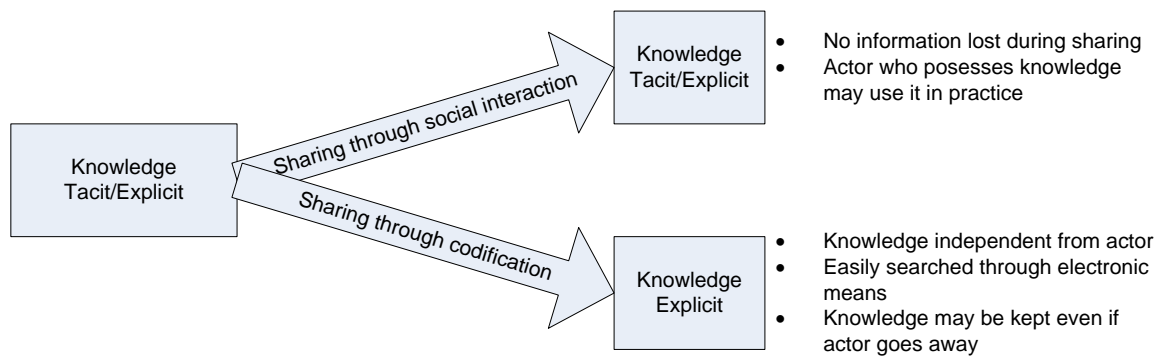 Knowledge
Tacit/Explicit
Sharing through social interaction
Knowledge
Tacit/Explicit
• No information lost during sharing
• Actor who posesses knowledge
may use it in practice
Sharing through codification
Knowledge
Explicit
• Knowledge independent from actor
• Easily searched through electronic
means
• Knowledge may be kept even if
actor goes away